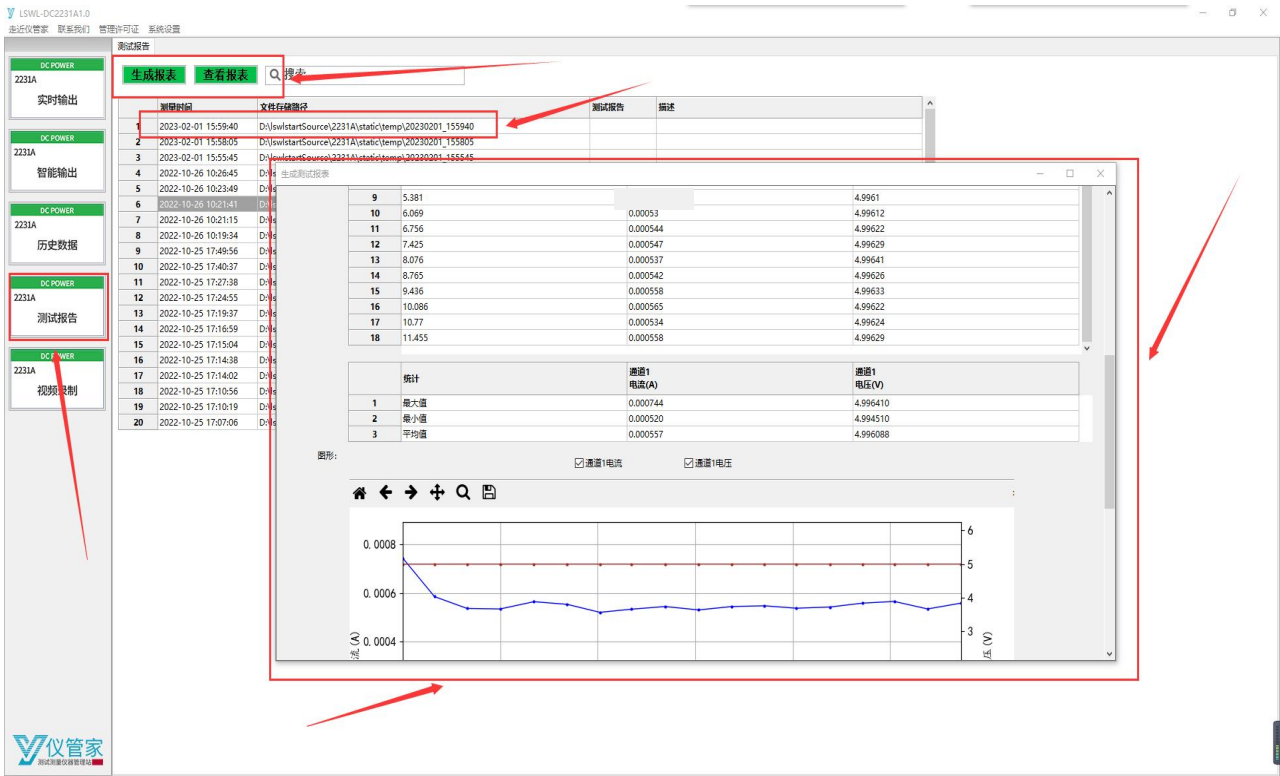 LSWL-DC2231A1.0
走近仪管家 联系我们 管理许可证 系统设置
测试报告
DC POWER
2231A
实时输出
DC POWER
2231A
智能输出
DC POWER
2231A
历史数据
DC POWER
2231A
测试报告
DC POWER
2231A
视频录制
生成报表 查看报表 搜索
测量时间 文件存储路径 测试报告 描述
1 2023-02-01 15:59:40 D:\lswlstartSource\2231A\static\temp\20230201_155940
2 2023-02-01 15:58:05 D:\lswlstartSource\2231A\static\temp\20230201_155805
3 2023-02-01 15:55:45 D:\lswlstartSource\2231A\static\temp\20230201_155545
4 2022-10-26 10:26:45 D:\ls
5 2022-10-26 10:23:49 D:\ls
6 2022-10-26 10:21:41 D:\ls
7 2022-10-26 10:21:15 D:\ls
8 2022-10-26 10:19:34 D:\ls
9 2022-10-25 17:49:56 D:\ls
10 2022-10-25 17:40:37 D:\ls
11 2022-10-25 17:27:38 D:\ls
12 2022-10-25 17:24:55 D:\ls
13 2022-10-25 17:19:37 D:\ls
14 2022-10-25 17:16:59 D:\ls
15 2022-10-25 17:15:04 D:\ls
16 2022-10-25 17:14:38 D:\ls
17 2022-10-25 17:14:02 D:\ls
18 2022-10-25 17:10:56 D:\ls
19 2022-10-25 17:10:19 D:\ls
20 2022-10-25 17:07:06 D:\ls
生成测试报表
9 5.381 4.9961
10 6.069 0.00053 4.99612
11 6.756 0.000544 4.99622
12 7.425 0.000547 4.99629
13 8.076 0.000537 4.99641
14 8.765 0.000542 4.99626
15 9.436 0.000558 4.99633
16 10.086 0.000565 4.99622
17 10.77 0.000534 4.99624
18 11.455 0.000558 4.99629
统计 通道1 通道1
电流(A) 电压(V)
1 最大值 0.000744 4.996410
2 最小值 0.000520 4.994510
3 平均值 0.000557 4.996088
图形:
通道1电流 通道1电压
0.0008
0.0006
0.0004
6
5
4
3
流 (A)
压 (V)
仪管家
测试测量仪器管理站